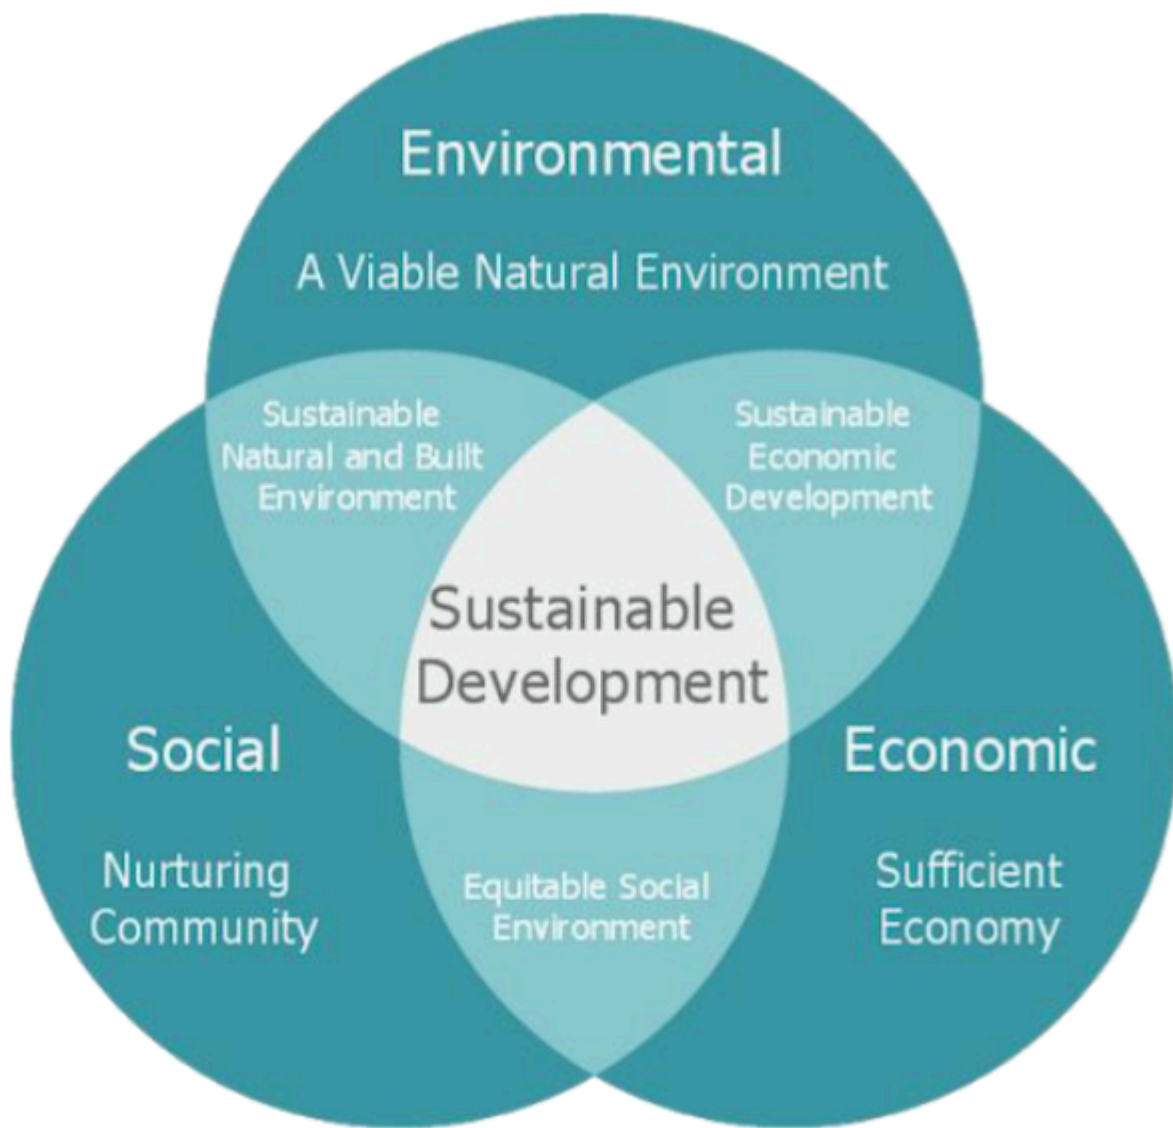 Environmental
A Viable Natural Environment
Sustainable
Natural and Built
Environment
Sustainable
Economic
Development
Sustainable
Development
Social
Nurturing
Community
Economic
Sufficient
Economy
Equitable Social
Environment